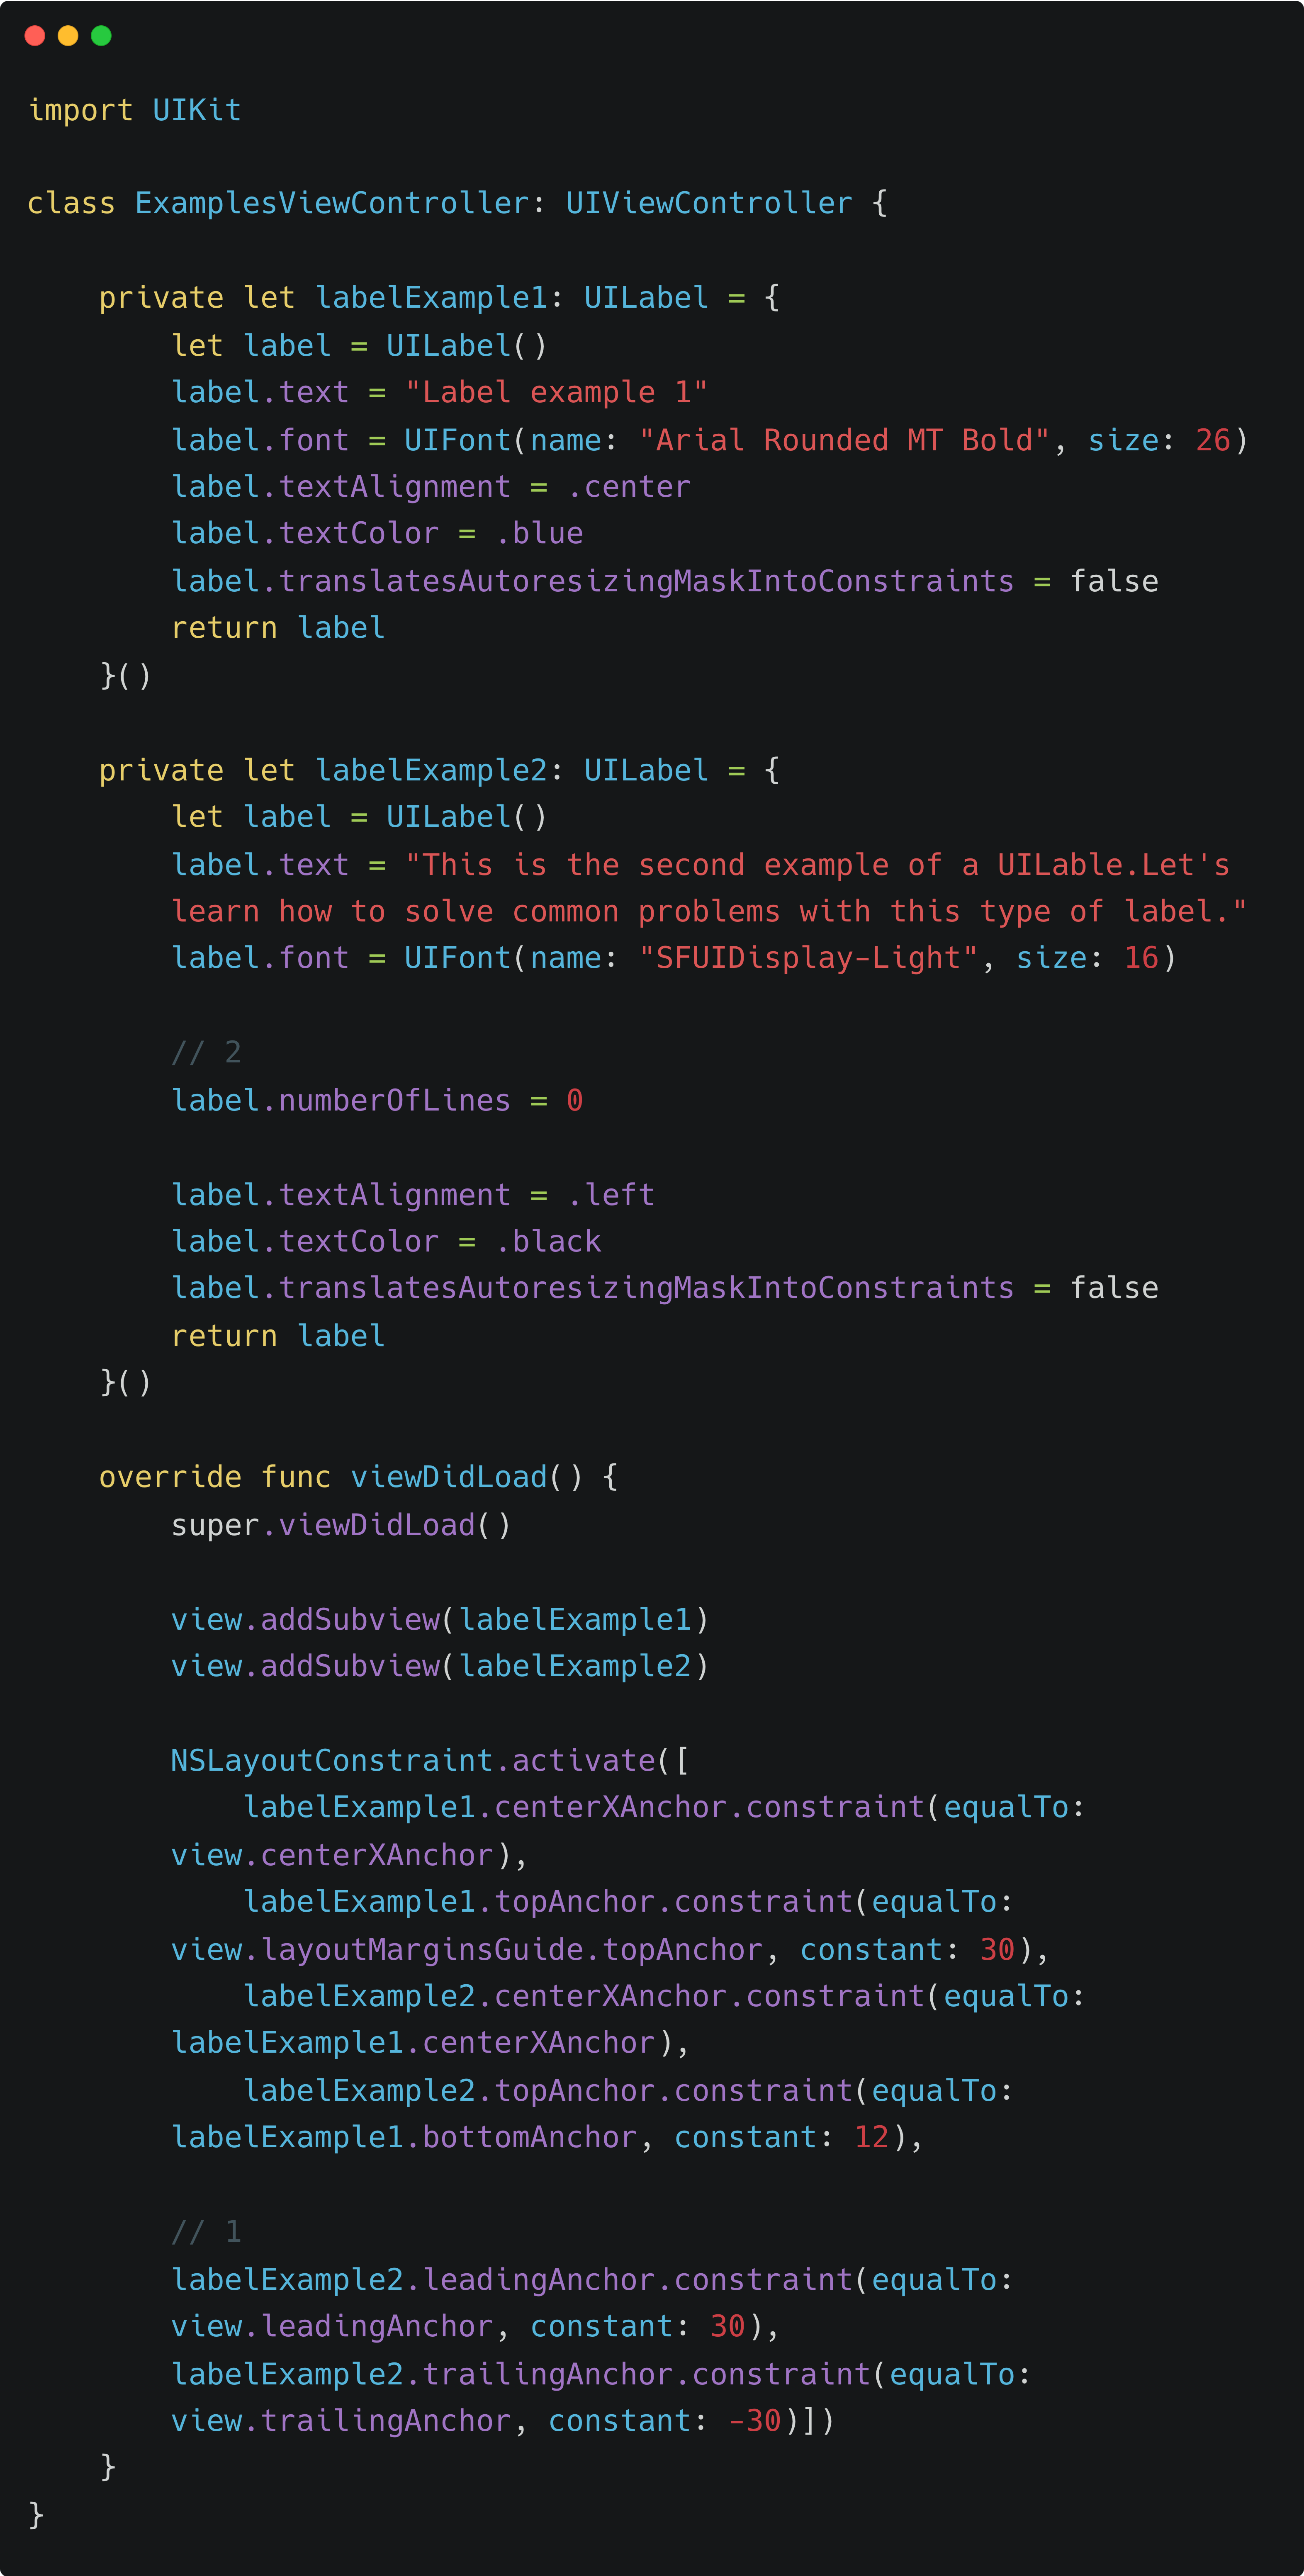 import UIKit

class ExamplesViewController: UIViewController {

    private let labelExample1: UILabel = {
        let label = UILabel()
        label.text = "Label example 1"
        label.font = UIFont(name: "Arial Rounded MT Bold", size: 26)
        label.textAlignment = .center
        label.textColor = .blue
        label.translatesAutoresizingMaskIntoConstraints = false
        return label
    }()

    private let labelExample2: UILabel = {
        let label = UILabel()
        label.text = "This is the second example of a UILable.Let's
        learn how to solve common problems with this type of label."
        label.font = UIFont(name: "SFUIDisplay-Light", size: 16)

        // 2
        label.numberOfLines = 0

        label.textAlignment = .left
        label.textColor = .black
        label.translatesAutoresizingMaskIntoConstraints = false
        return label
    }()

    override func viewDidLoad() {
        super.viewDidLoad()

        view.addSubview(labelExample1)
        view.addSubview(labelExample2)

        NSLayoutConstraint.activate([
            labelExample1.centerXAnchor.constraint(equalTo:
        view.centerXAnchor),
            labelExample1.topAnchor.constraint(equalTo:
        view.layoutMarginsGuide.topAnchor, constant: 30),
            labelExample2.centerXAnchor.constraint(equalTo:
        labelExample1.centerXAnchor),
            labelExample2.topAnchor.constraint(equalTo:
        labelExample1.bottomAnchor, constant: 12),

        // 1
        labelExample2.leadingAnchor.constraint(equalTo:
        view.leadingAnchor, constant: 30),
        labelExample2.trailingAnchor.constraint(equalTo:
        view.trailingAnchor, constant: -30)])
    }
}